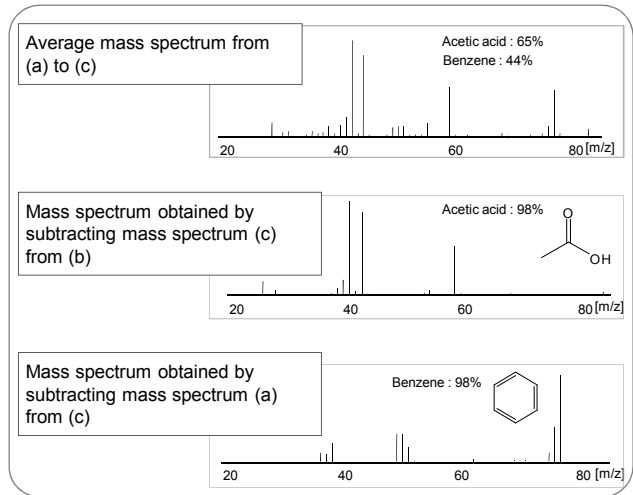 Average mass spectrum from
(a) to (c)
Acetic acid : 65%
Benzene : 44%
20 40 60 80 [m/z]
Mass spectrum obtained by
subtracting mass spectrum (c)
from (b)
Acetic acid : 98%
O
OH
20 40 60 80 [m/z]
Mass spectrum obtained by
subtracting mass spectrum (a)
from (c)
Benzene : 98%
20 40 60 80 [m/z]